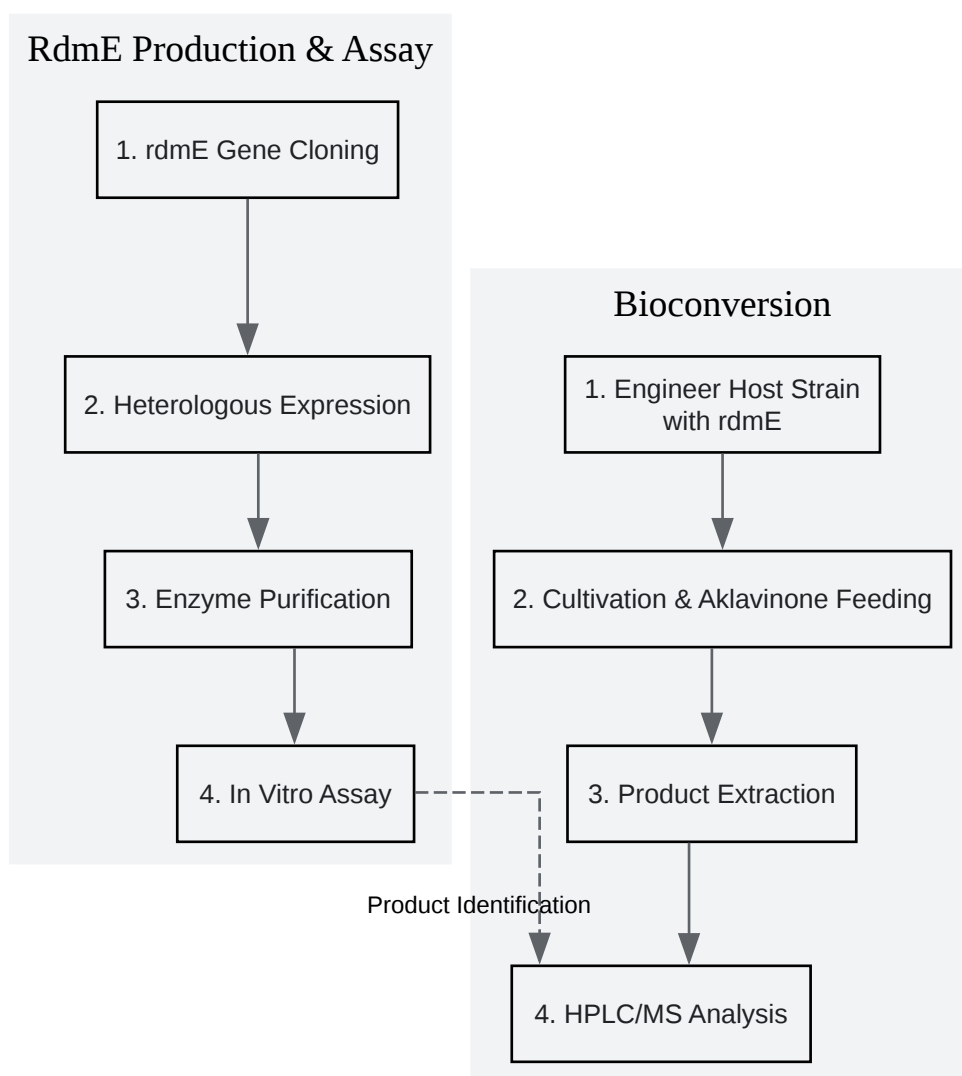 RdmE Production & Assay
1. rdmE Gene Cloning
2. Heterologous Expression
3. Enzyme Purification
4. In Vitro Assay
Product Identification
Bioconversion
1. Engineer Host Strain
with rdmE
2. Cultivation & Aklavinone Feeding
3. Product Extraction
4. HPLC/MS Analysis